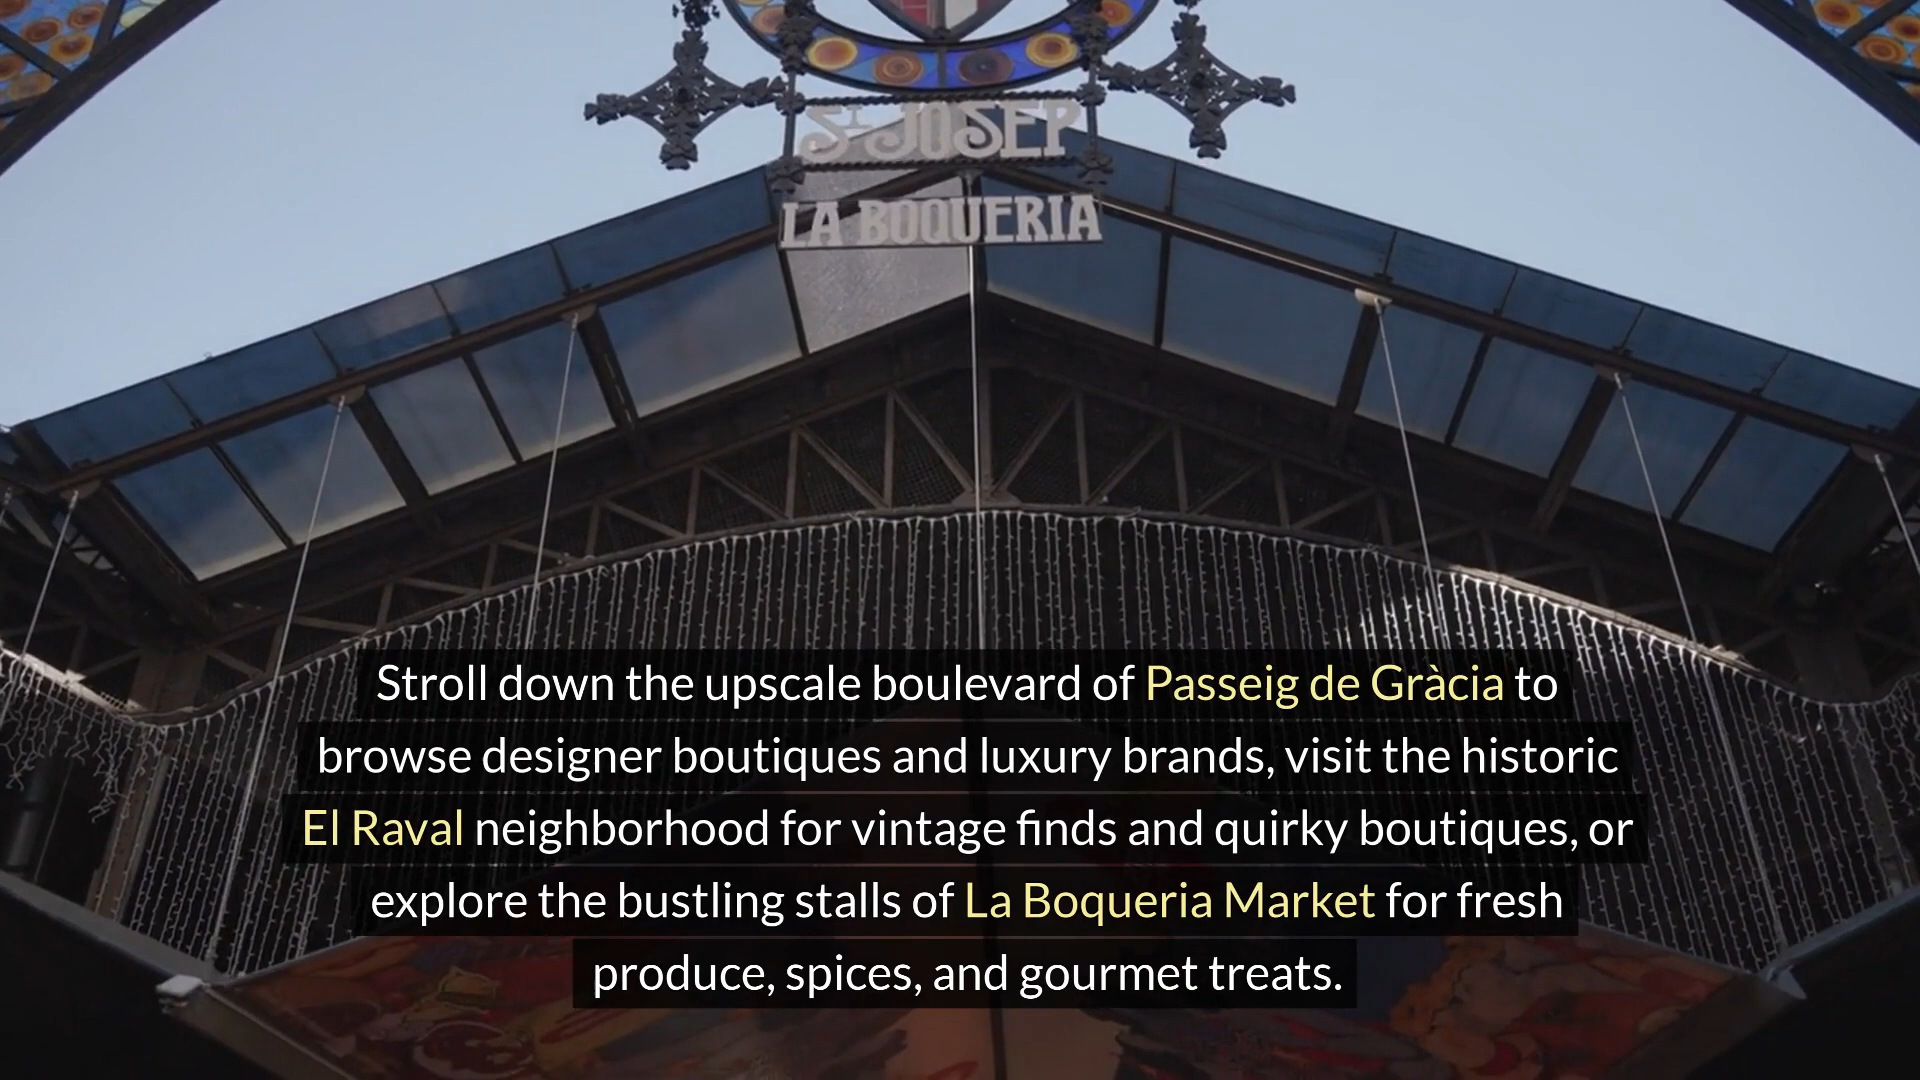 ST JOSEP
LA BOQUERIA
Stroll down the upscale boulevard of Passeig de Gràcia to
browse designer boutiques and luxury brands, visit the historic
El Raval neighborhood for vintage finds and quirky boutiques, or
explore the bustling stalls of La Boqueria Market for fresh
produce, spices, and gourmet treats.